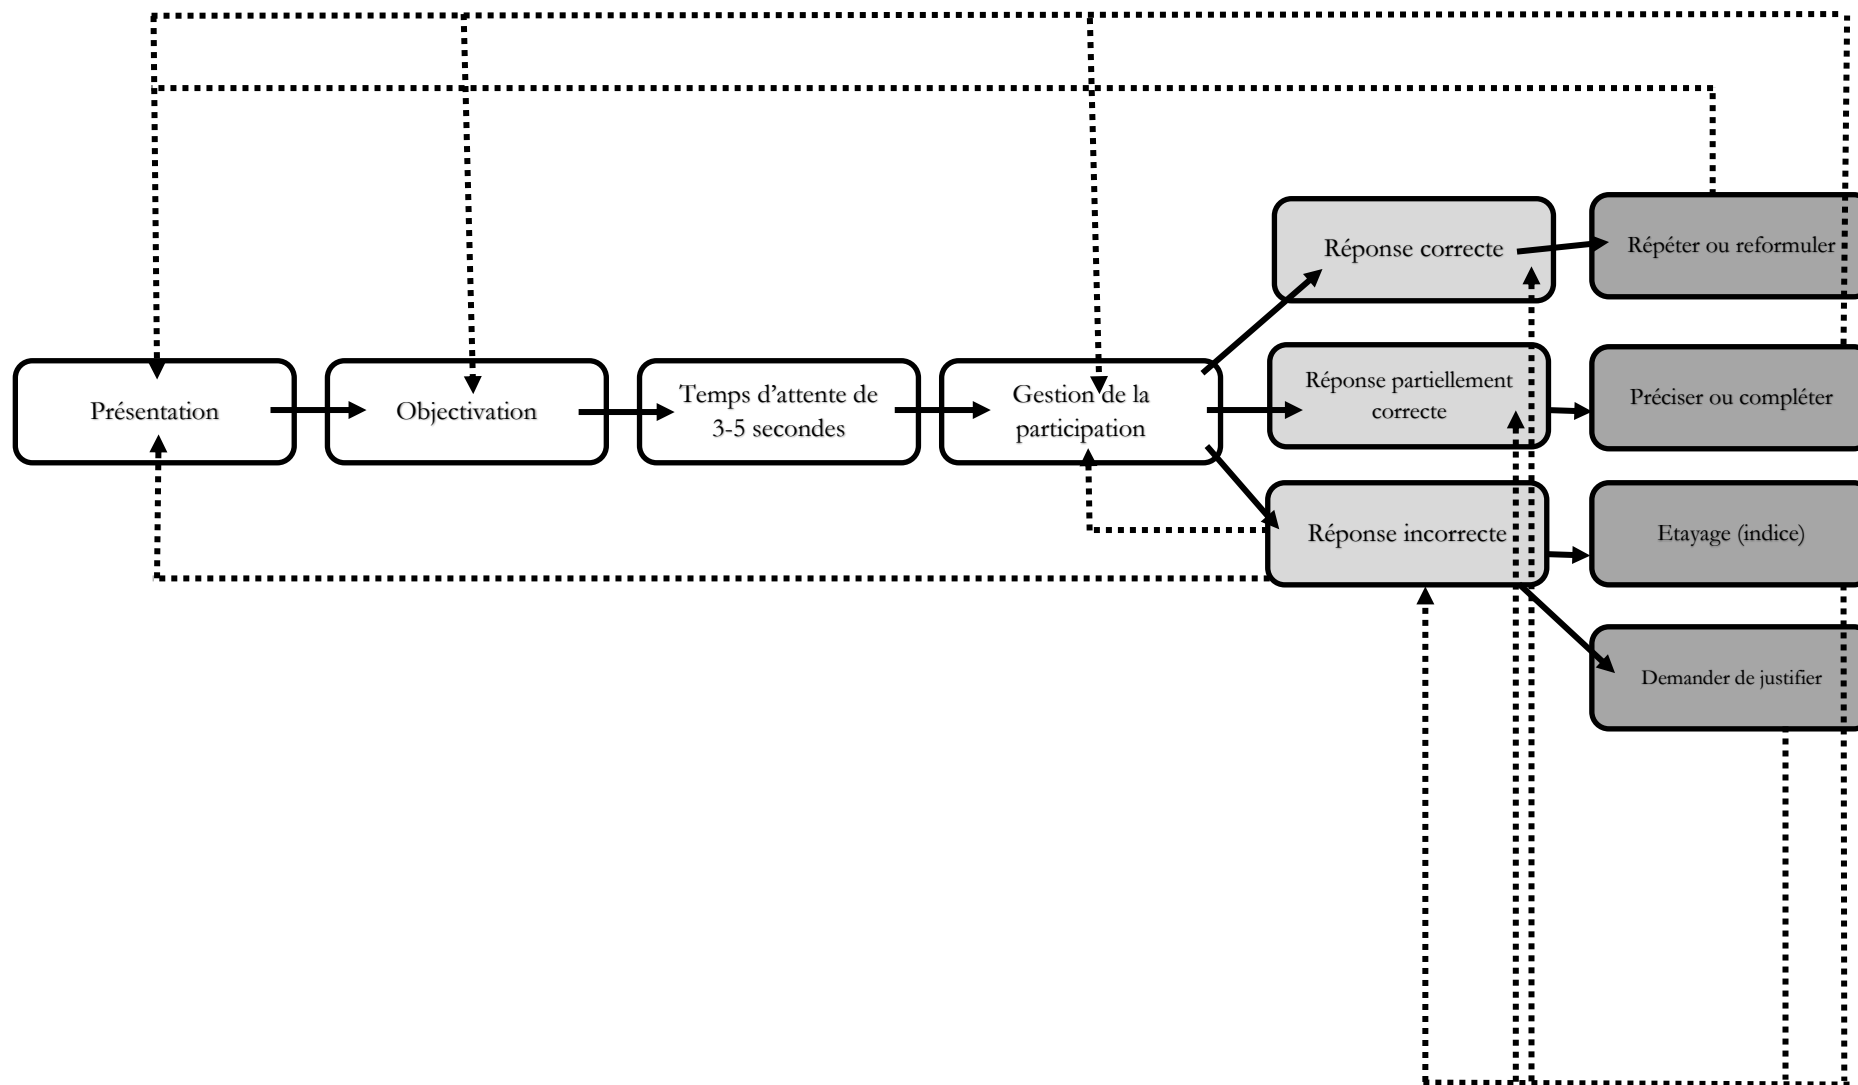 Présentation
Objectivation
Temps d'attente de
3-5 secondes
Gestion de la
participation
Réponse correcte
Répéter ou reformuler
Réponse partiellement
correcte
Préciser ou compléter
Réponse incorrecte
Etayage (indice)
Demander de justifier